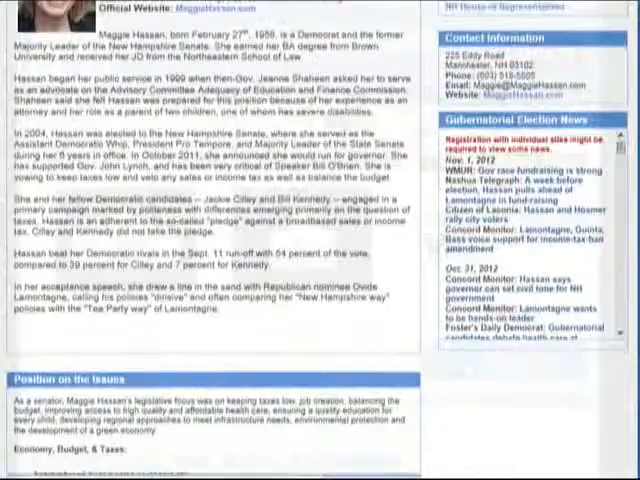 Official Website: MaggieHassan.com
Maggie Hassan, born February 27th, 1958, is a Democrat and the former
Majority Leader of the New Hampshire Senate. She earned her BA degree from Brown
University and received her JD from the Northeastern School of Law.
Hassan began her public service in 1999 when then-Gov. Jeanne Shaheen asked her to serve
as an advocate on the Advisory Committee Adequacy of Education and Finance Commission.
Shaheen said she felt Hassan was prepared for this position because of her experience as an
attorney and her role as a parent of two children, one of whom has severe disabilities.
In 2004, Hassan was elected to the New Hampshire Senate, where she served as the
Assistant Democratic Whip, President Pro Tempore, and Majority Leader of the State Senate
during her 6 years in office. In October 2011, she announced she would run for governor. She
has supported Gov. John Lynch, and has been very critical of Speaker Bill O'Brien. She is
vowing to keep taxes low and veto any sales or income tax as well as balance the budget.
She and her fellow Democratic candidates -- Jackie Cilley and Bill Kennedy -- engaged in a
primary campaign marked by politeness with differences emerging primarily on the question of
taxes. Hassan is an adherent to the so-called "pledge" against a broadbased sales or income
tax. Cilley and Kennedy did not take the pledge.
Hassan beat her Democratic rivals in the Sept. 11 run-off with 54 percent of the vote,
compared to 39 percent for Cilley and 7 percent for Kennedy.
In her acceptance speech, she drew a line in the sand with Republican nominee Ovide
Lamontagne, calling his policies "divisive" and often comparing her "New Hampshire way"
policies with the "Tea Party way" of Lamontagne.
Position on the Issues
As a senator, Maggie Hassan's legislative focus was on keeping taxes low, job creation, balancing the
budget, improving access to high quality and affordable health care, ensuring a quality education for
every child, developing regional approaches to meet infrastructure needs, environmental protection and
the development of a green economy.
Economy, Budget, & Taxes:
NH House of Representatives
Contact Information
225 Eddy Road
Manchester, NH 03102
Phone: (603)
Email: Maggie@MaggieHassan.com
Website: MaggieHassan.com
Gubernatorial Election News
Registration with individual sites might be
required to view some news.
Nov. 1, 2012
WMUR: Gov race fundraising is strong
Nashua Telegraph: A week before
election, Hassan pulls ahead of
Lamontagne in fund-raising
Citizen of Laconia: Hassan and Hosmer
rally city voters
Concord Monitor: Lamontagne, Guinta,
Bass voice support for income-tax-ban
amendment
Oct. 31, 2012
Concord Monitor: Hassan says
governor can set civil tone for NH
government
Concord Monitor: Lamontagne wants
to be hands-on leader
Foster's Daily Democrat: Gubernatorial
candidates debate health care at